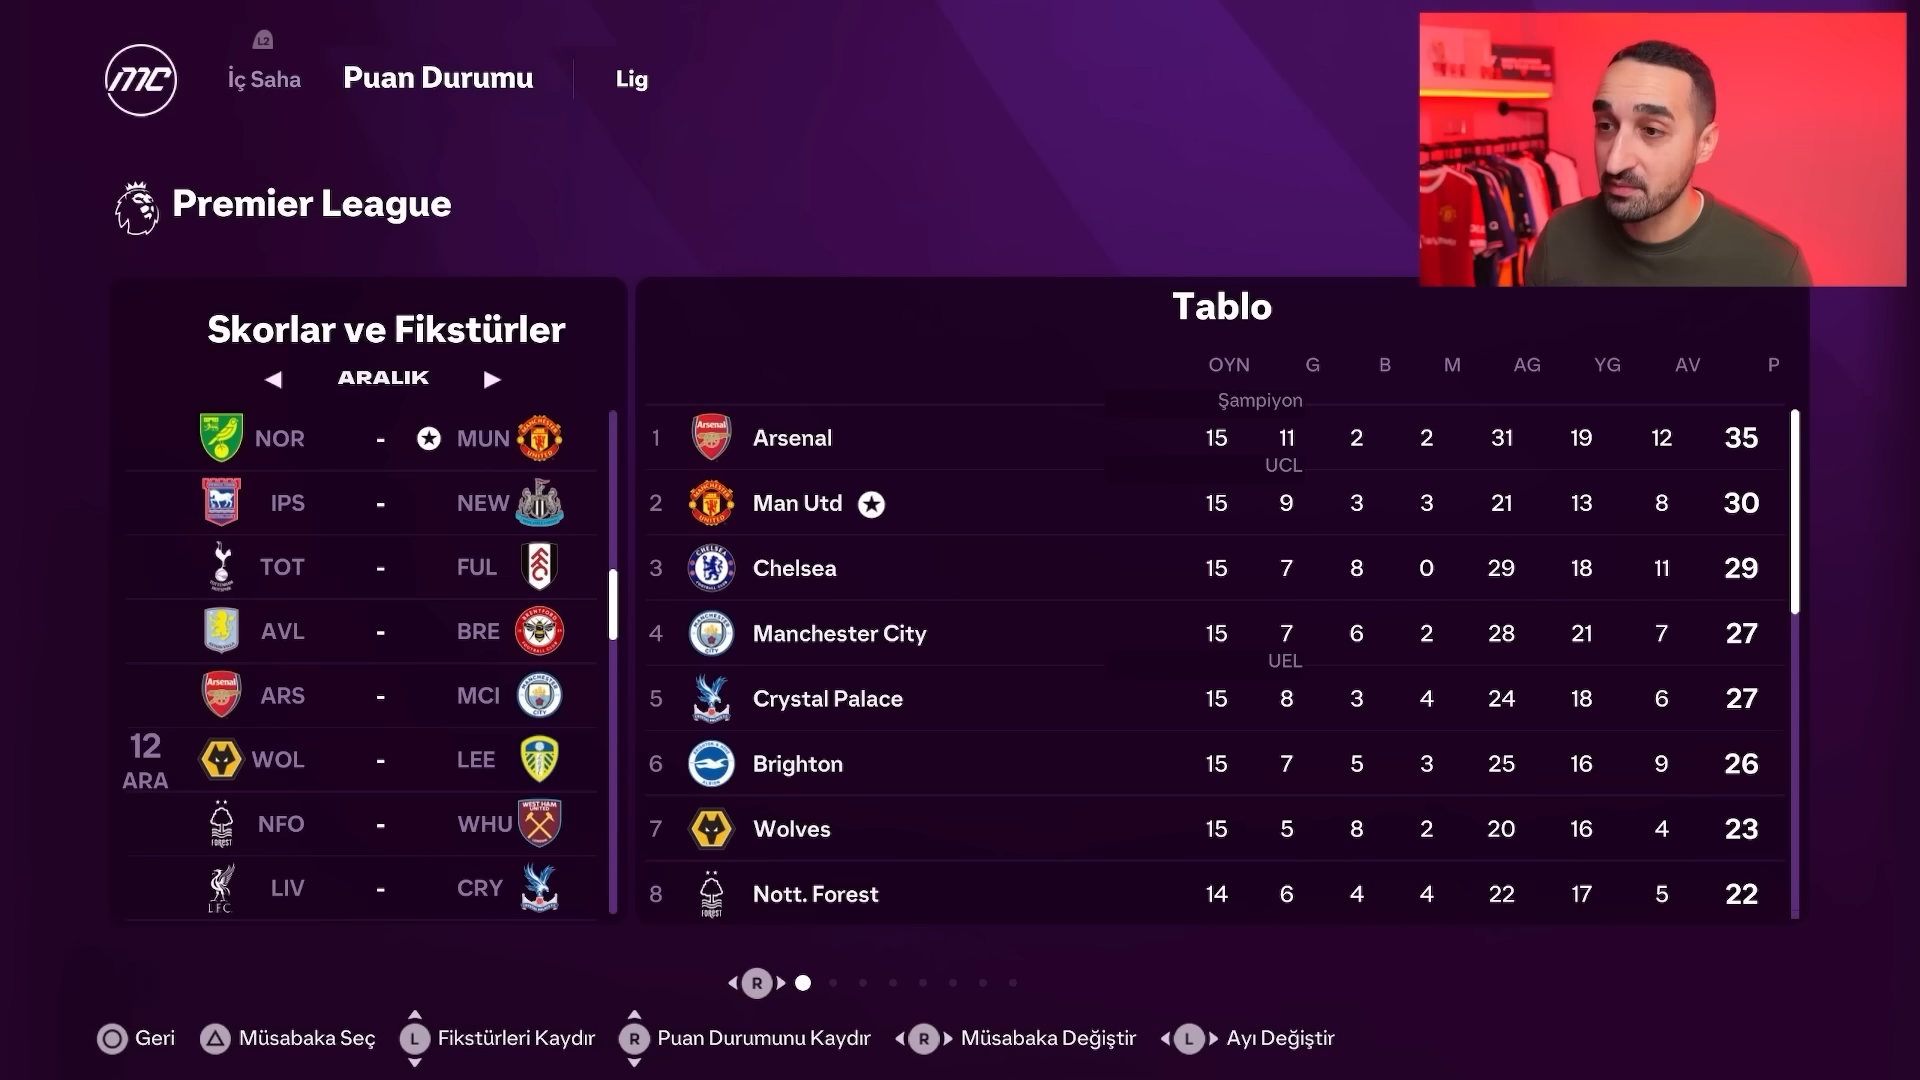 L2
MC
İç Saha
Puan Durumu
Lig
Premier League
Skorlar ve Fikstürler
ARALIK
NOR - MUN
IPS - NEW
TOT - FUL
AVL - BRE
ARS - MCI
12 ARA
WOL - LEE
NFO - WHU
LIV - CRY
Tablo
OYN G B M AG YG AV P
Şampiyon
1 Arsenal 15 11 2 2 31 19 12 35
UCL
2 Man Utd 15 9 3 3 21 13 8 30
3 Chelsea 15 7 8 0 29 18 11 29
4 Manchester City 15 7 6 2 28 21 7 27
UEL
5 Crystal Palace 15 8 3 4 24 18 6 27
6 Brighton 15 7 5 3 25 16 9 26
7 Wolves 15 5 8 2 20 16 4 23
8 Nott. Forest 14 6 4 4 22 17 5 22
R
Geri
Müsabaka Seç
L Fikstürleri Kaydır
R Puan Durumunu Kaydır
R Müsabaka Değiştir
L Ayı Değiştir